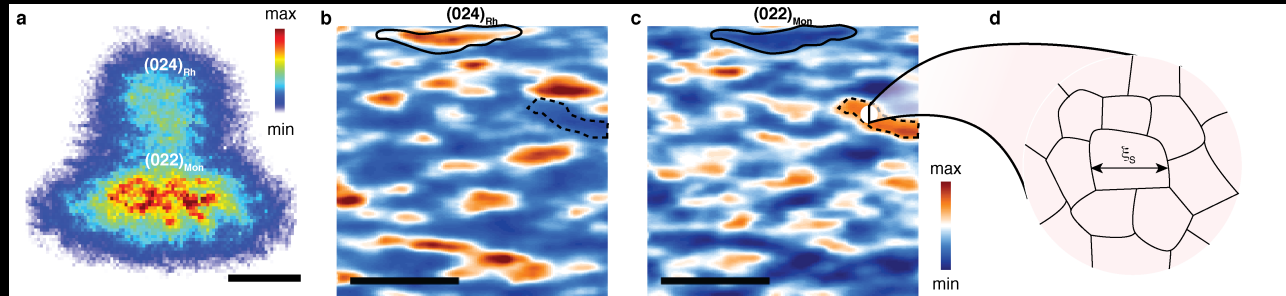 a
max
min
(024)Rh
(022)Mon
b
(024)Rh
c
(022)Mon
max
min
d
ξs